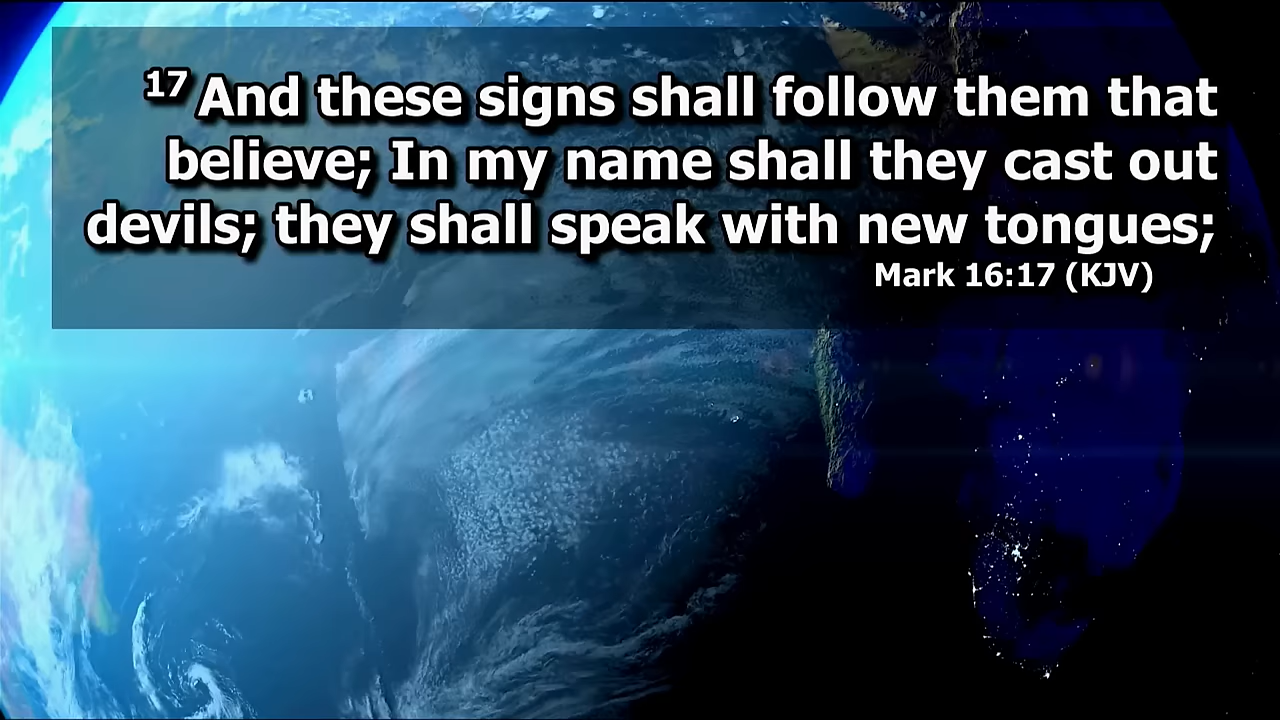 17 And these signs shall follow them that
believe; In my name shall they cast out
devils; they shall speak with new tongues;
Mark 16:17 (KJV)